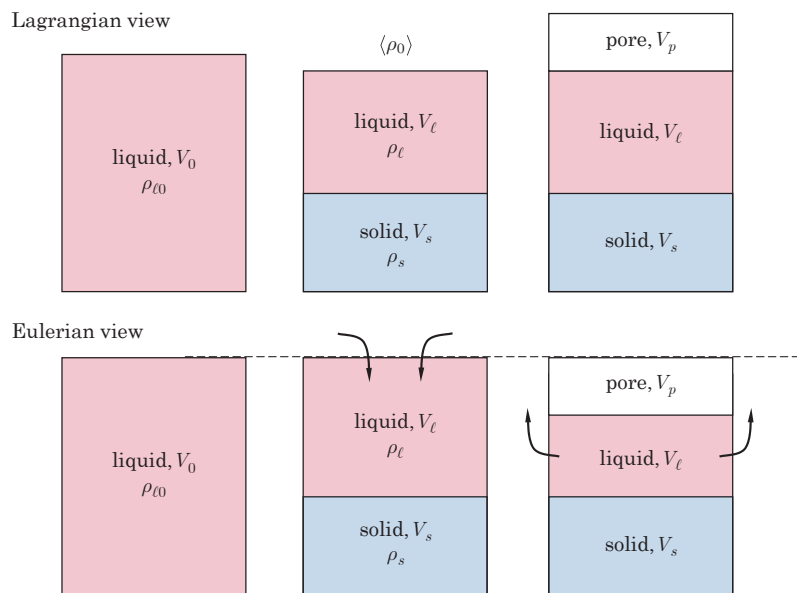 Lagrangian view
⟨ρ₀⟩
liquid, V₀
ρℓ₀
liquid, Vℓ
ρℓ
solid, Vₛ
ρₛ
pore, Vₚ
liquid, Vℓ
solid, Vₛ
Eulerian view
liquid, V₀
ρℓ₀
liquid, Vℓ
ρℓ
solid, Vₛ
ρₛ
pore, Vₚ
liquid, Vℓ
solid, Vₛ